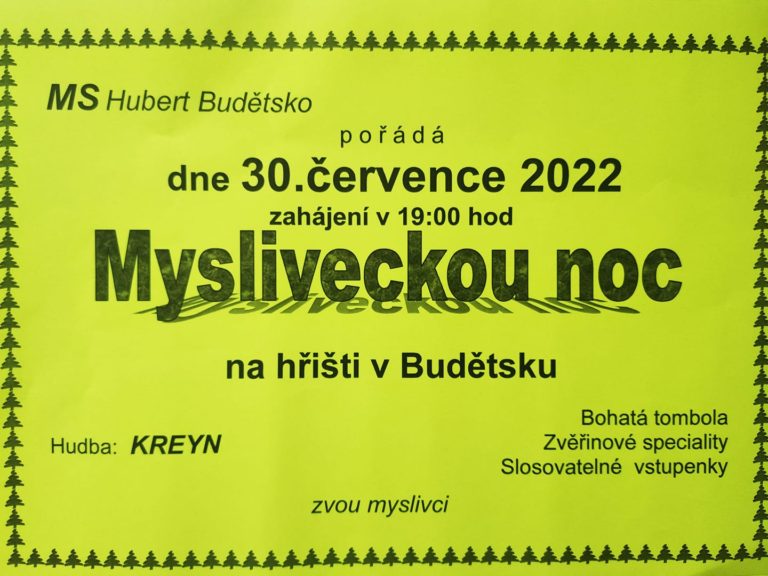 MS Hubert Budětsko
pořádá
dne 30.července 2022
zahájení v 19:00 hod
Mysliveckou noc
na hřišti v Budětsku
Bohatá tombola
Hudba: KREYN
Zvěřinové speciality
Slosovatelné vstupenky
zvou myslivci